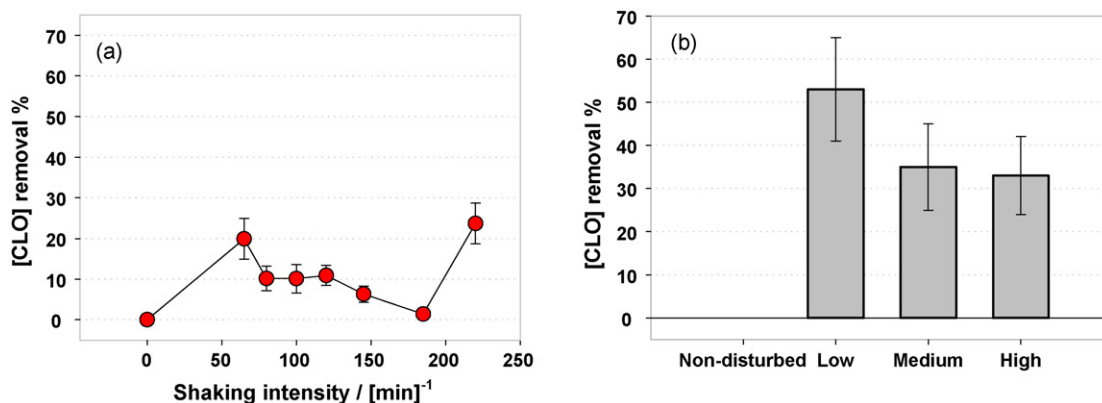 (a)
[CLO] removal %
70
60
50
40
30
20
10
0
0 50 100 150 200 250
Shaking intensity / [min]⁻¹
(b)
[CLO] removal %
70
60
50
40
30
20
10
0
Non-disturbed Low Medium High